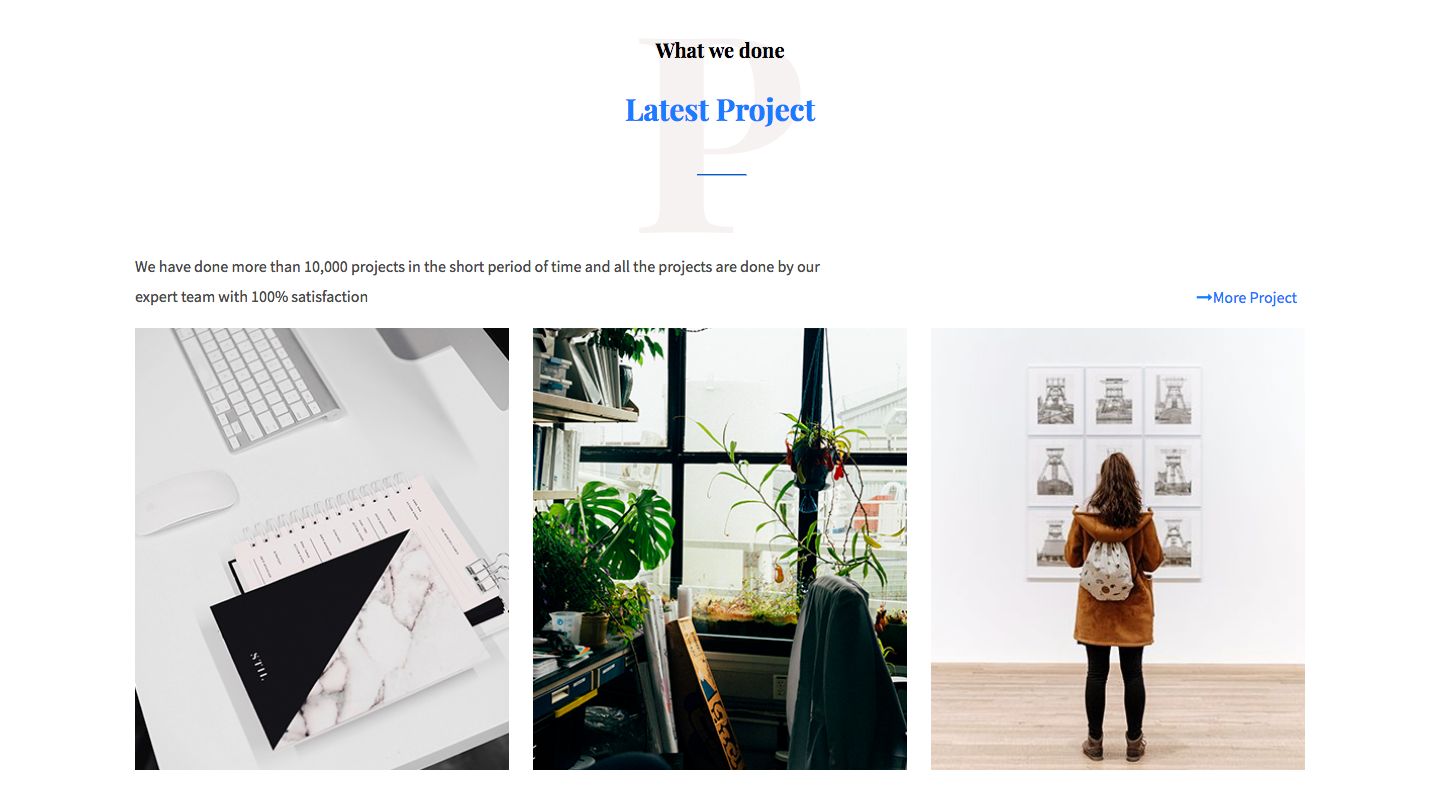 P
What we done
Latest Project
We have done more than 10,000 projects in the short period of time and all the projects are done by our
expert team with 100% satisfaction
More Project
STIL